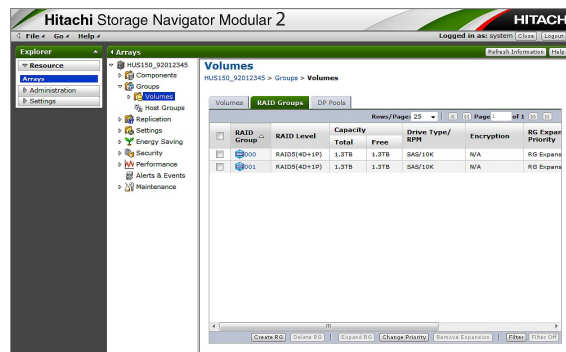 Hitachi Storage Navigator Modular 2
HITACH
File Go Help
Logged in as: system Close Logout
Explorer
Arrays
Refresh Information Help
Resource
Arrays
Administration
Settings
HUS150_92012345
Components
Groups
Volumes
Host Groups
Replication
Settings
Energy Saving
Security
Performance
Alerts & Events
Maintenance
Volumes
HUS150_92012345 > Groups > Volumes
Volumes RAID Groups DP Pools
Rows/Page: 25 Page 1 of 1
RAID Group RAID Level Capacity Total Free Drive Type/ RPM Encryption RG Expan Priority
000 RAID5(4D+1P) 1.3TB 1.3TB SAS/10K N/A RG Expans
001 RAID5(4D+1P) 1.3TB 1.3TB SAS/10K N/A RG Expans
Create RG Delete RG Expand RG Change Priority Remove Expansion Filter Filter Off